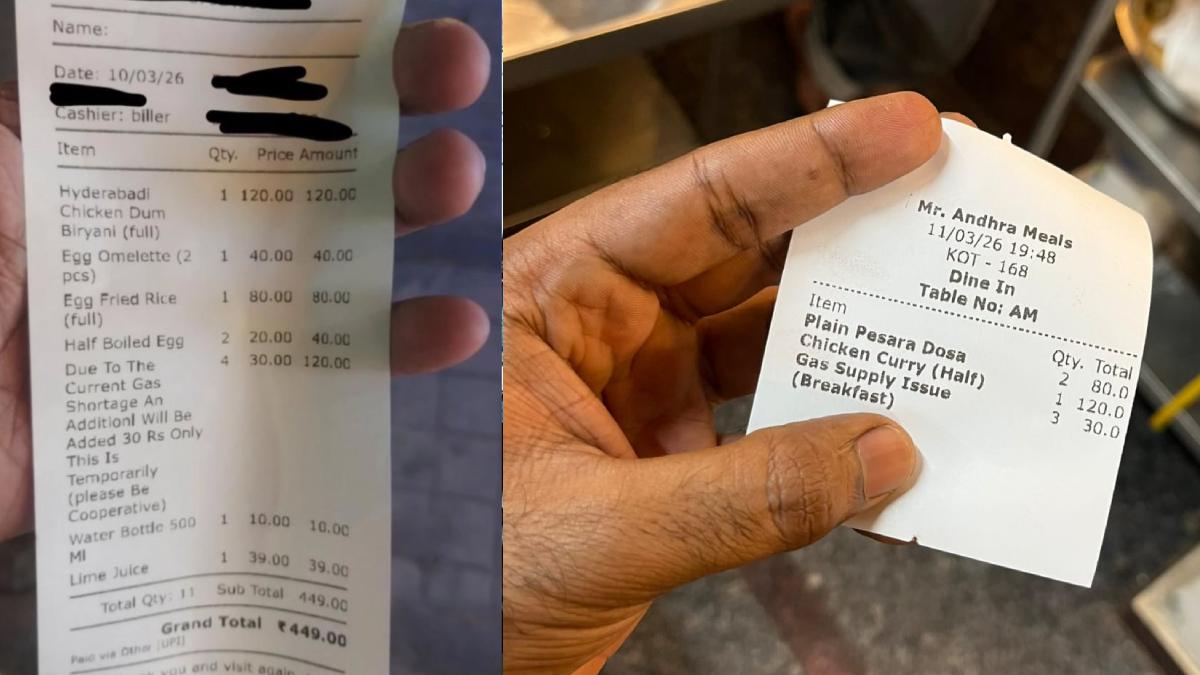 Name:
Date: 10/03/26
Cashier: biller
Item Qty. Price Amount
Hyderabadi 1 120.00 120.00
Chicken Dum
Biryani (full)
Egg Omelette (2 1 40.00 40.00
pcs)
Egg Fried Rice 1 80.00 80.00
(full)
Half Boiled Egg 2 20.00 40.00
Due To The 4 30.00 120.00
Current Gas
Shortage An
Additionl Will Be
Added 30 Rs Only
This Is
Temporarily
(please Be
Cooperative)
Water Bottle 500 1 10.00 10.00
Ml
Lime Juice 1 39.00 39.00
Total Qty: 11 Sub Total 449.00
Grand Total ₹449.00
Paid via Other [UPI]
you and visit again
Mr. Andhra Meals
11/03/26 19:48
KOT - 168
Dine In
Table No: AM
Item Qty. Total
Plain Pesara Dosa 2 80.0
Chicken Curry (Half) 1 120.0
Gas Supply Issue 3 30.0
(Breakfast)